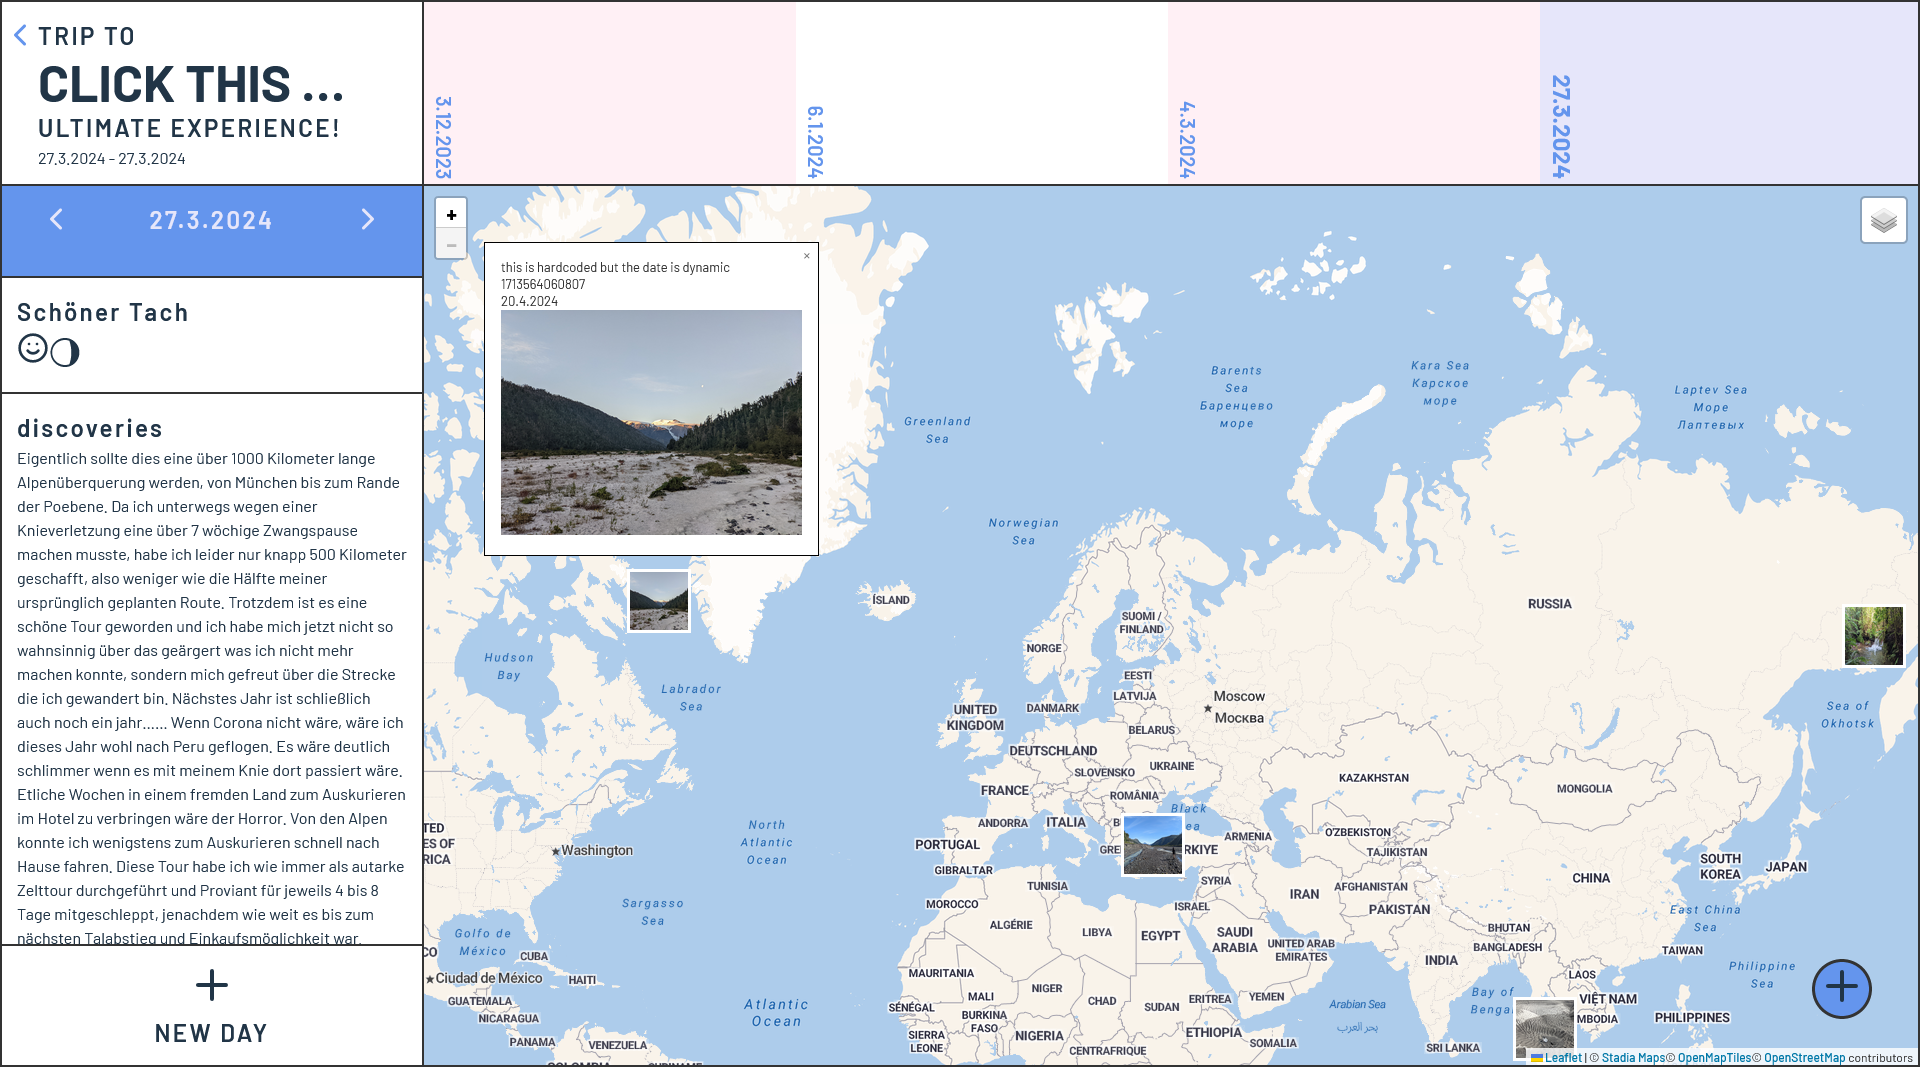 TRIP TO
CLICK THIS ...
ULTIMATE EXPERIENCE!
27.3.2024 - 27.3.2024
3.12.2023
6.1.2024
4.3.2024
27.3.2024
27.3.2024
Schöner Tach
discoveries
Eigentlich sollte dies eine über 1000 Kilometer lange
Alpenüberquerung werden, von München bis zum Rande
der Poebene. Da ich unterwegs wegen einer
Knieverletzung eine über 7 wöchige Zwangspause
machen musste, habe ich leider nur knapp 500 Kilometer
geschafft, also weniger wie die Hälfte meiner
ursprünglich geplanten Route. Trotzdem ist es eine
schöne Tour geworden und ich habe mich jetzt nicht so
wahnsinnig über das geärgert was ich nicht mehr
machen konnte, sondern mich gefreut über die Strecke
die ich gewandert bin. Nächstes Jahr ist schließlich
auch noch ein jahr...... Wenn Corona nicht wäre, wäre ich
dieses Jahr wohl nach Peru geflogen. Es wäre deutlich
schlimmer wenn es mit meinem Knie dort passiert wäre.
Etliche Wochen in einem fremden Land zum Auskurieren
im Hotel zu verbringen wäre der Horror. Von den Alpen
konnte ich wenigstens zum Auskurieren schnell nach
Hause fahren. Diese Tour habe ich wie immer als autarke
Zelttour durchgeführt und Proviant für jeweils 4 bis 8
Tage mitgeschleppt, jenachdem wie weit es bis zum
nächsten Talabstieg und Einkaufsmöglichkeit war.
NEW DAY
+
−
×
this is hardcoded but the date is dynamic
1713564060807
20.4.2024
Barents
Sea
Баренцево
море
Kara Sea
Карское
море
Laptev Sea
Море
Лаптевых
Greenland
Sea
Norwegian
Sea
ÍSLAND
SUOMI /
FINLAND
RUSSIA
NORGE
Hudson
Bay
Labrador
Sea
EESTI
LATVIJA
Moscow
Москва
DANMARK
UNITED
KINGDOM
BELARUS
Sea of
Okhotsk
DEUTSCHLAND
SLOVENSKO
UKRAINE
KAZAKHSTAN
MONGOLIA
FRANCE
ROMÂNIA
Black
ea
ANDORRA
ITALIA
B
ARMENIA
O'ZBEKISTON
TED
ES OF
RICA
Washington
North
Atlantic
Ocean
PORTUGAL
GRE
RKIYE
TAJIKISTAN
SOUTH
KOREA
JAPAN
GIBRALTAR
TUNISIA
SYRIA
IRAN
AFGHANISTAN
CHINA
MOROCCO
ISRAEL
PAKISTAN
Sargasso
Sea
ALGÉRIE
LIBYA
EGYPT
SAUDI
ARABIA
UNITED ARAB
EMIRATES
BHUTAN
BANGLADESH
East China
Sea
TAIWAN
Golfo de
México
CO
CUBA
INDIA
Ciudad de México
HAITI
MAURITANIA
NIGER
LAOS
Philippine
Sea
GUATEMALA
NICARAGUA
Atlantic
Ocean
SÉNÉGAL
MALI
BURKINA
FASO
CHAD
SUDAN
ERITREA
YEMEN
Arabian Sea
بحر العرب
Bay of
Bengal
VIỆT NAM
MBODIA
PHILIPPINES
PANAMA
VENEZUELA
SIERRA
LEONE
NIGERIA
CENTRAFRIQUE
ETHIOPIA
SOMALIA
SRI LANKA
COLOMBIA
SURINAME
Leaflet | © Stadia Maps© OpenMapTiles© OpenStreetMap contributors